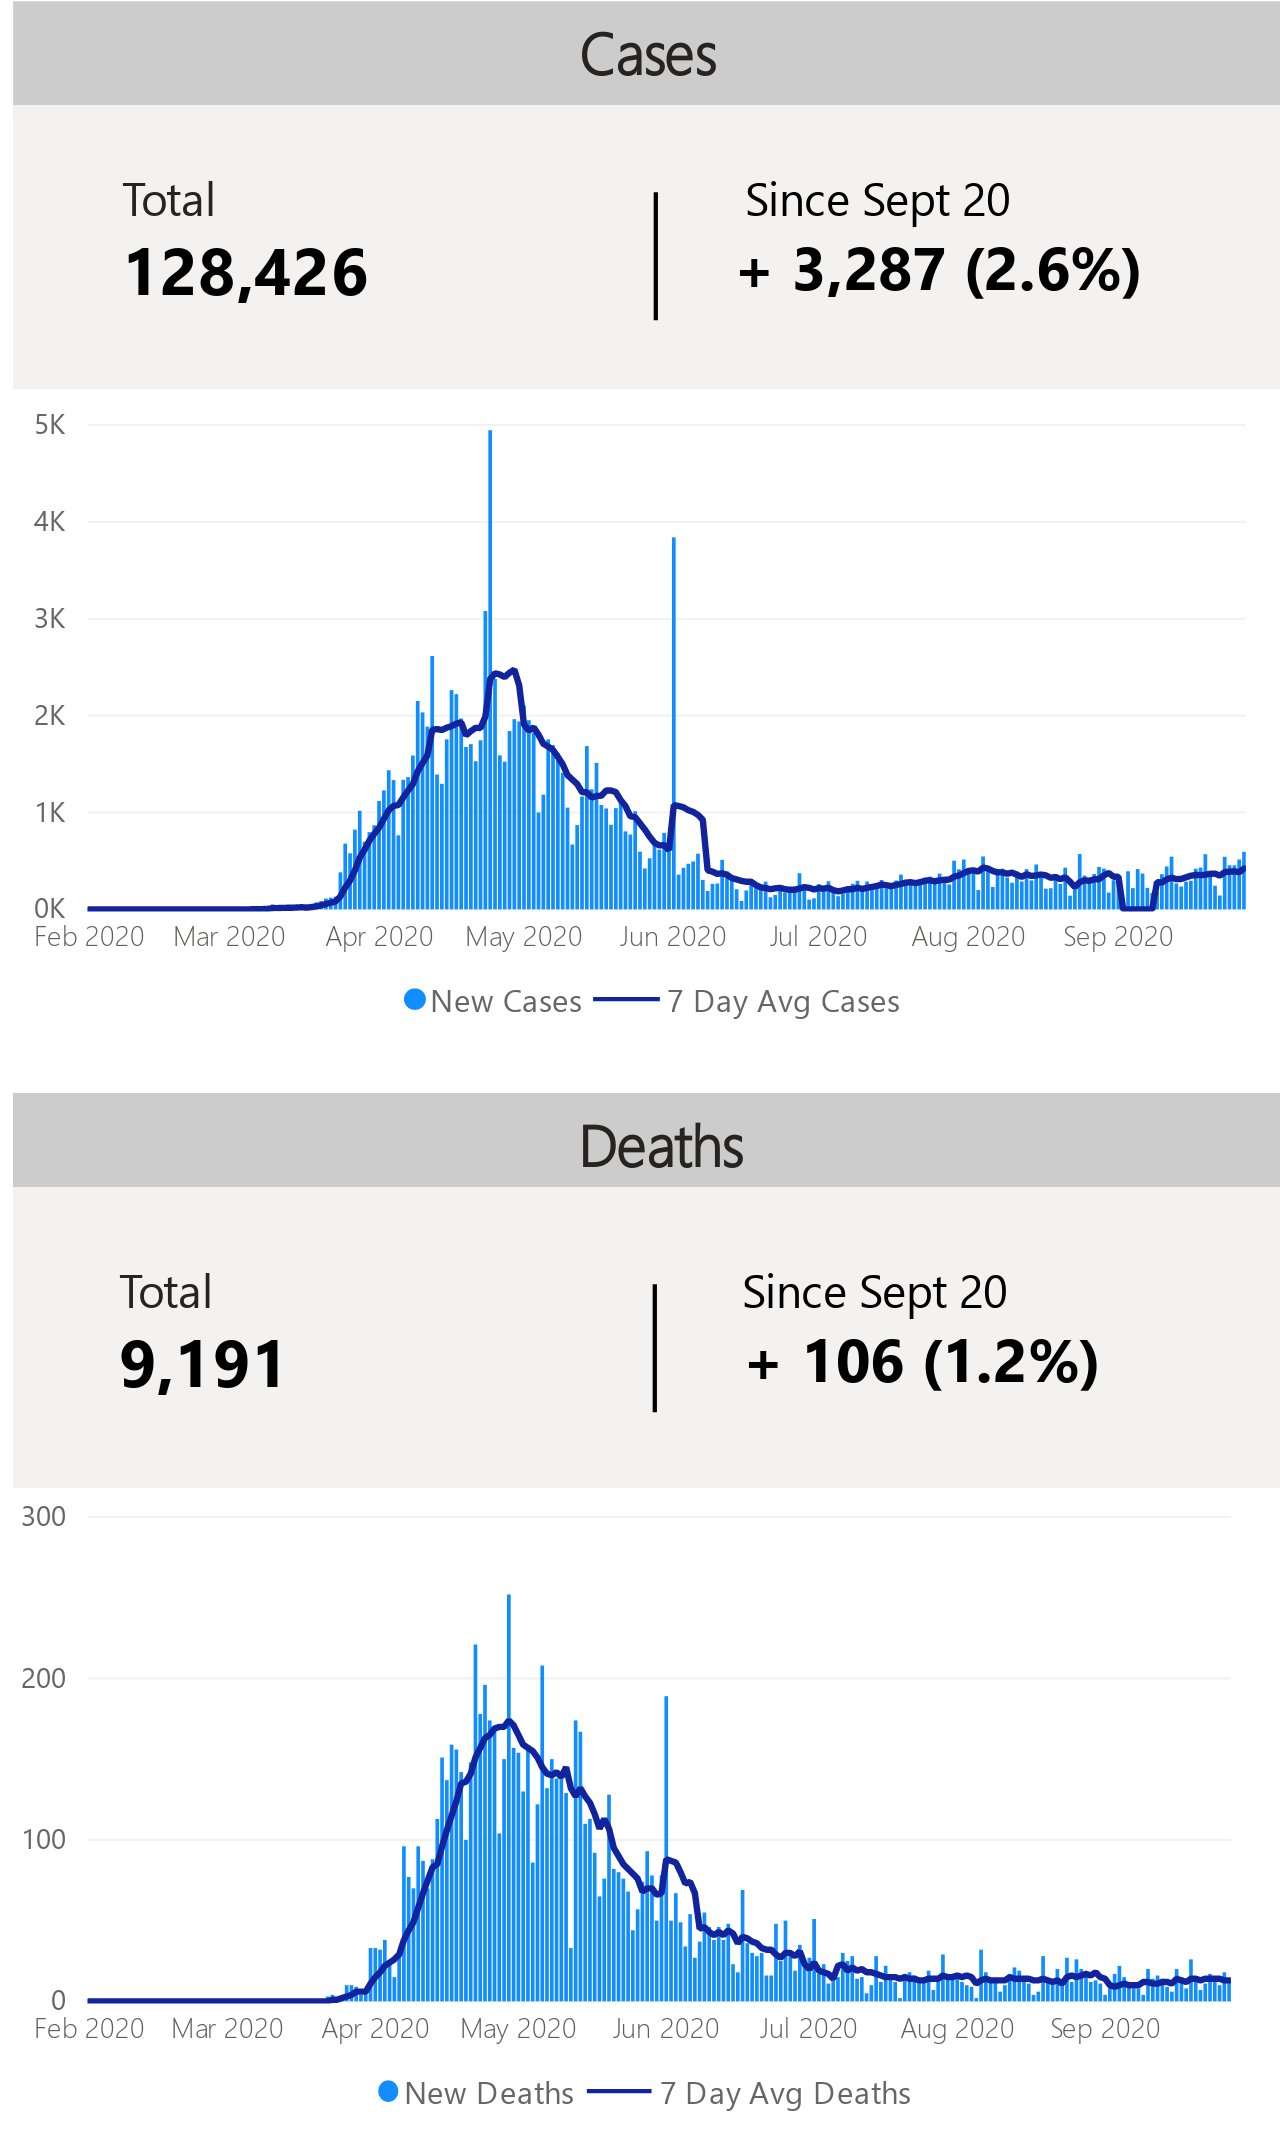 Cases
Total
128,426
Since Sept 20
+ 3,287 (2.6%)
5K
4K
3K
2K
1K
0K
Feb 2020 Mar 2020 Apr 2020 May 2020 Jun 2020 Jul 2020 Aug 2020 Sep 2020
New Cases 7 Day Avg Cases
Deaths
Total
9,191
Since Sept 20
+ 106 (1.2%)
300
200
100
0
Feb 2020 Mar 2020 Apr 2020 May 2020 Jun 2020 Jul 2020 Aug 2020 Sep 2020
New Deaths 7 Day Avg Deaths